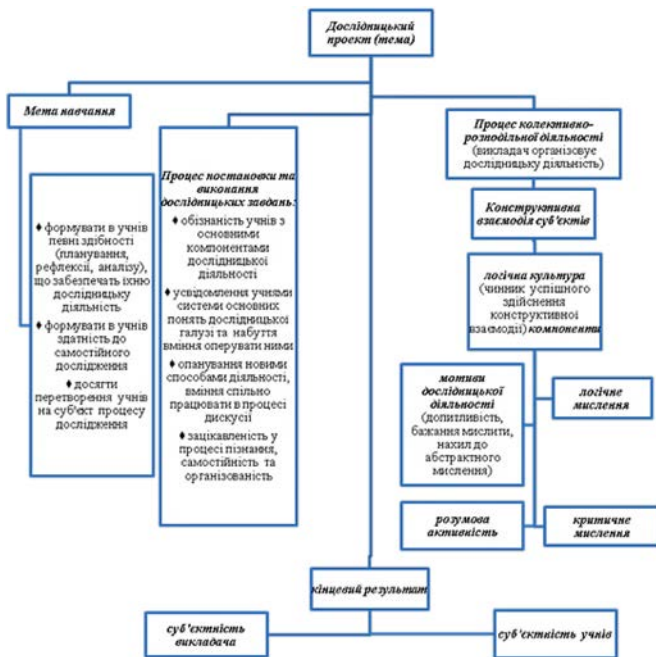 Дослідницький
проект (тема)
Мета навчання
♦ формувати в учнів
певні здібності
(планування,
рефлексії, аналізу),
що забезпечать їхню
дослідницьку
діяльність
♦ формувати в учнів
здатність до
самостійного
дослідження
♦ досягти
перетворення учнів
на суб'єкт процесу
дослідження
Процес постановки та
виконання
дослідницьких завдань:
♦ обізнаність учнів з
основними
компонентами
дослідницької
діяльності
♦ усвідомлення учнями
системи основних
понять дослідницької
галузі та набуття
вміння оперувати ними
♦ опанування новими
способами діяльності,
вміння спільно
працювати в процесі
дискусії
♦ зацікавленість у
процесі пізнання,
самостійність та
організованість
Процес колективно-
розподільної діяльності
(викладач організовує
дослідницьку діяльність)
Конструктивна
взаємодія суб'єктів
логічна культура
(чинник успішного
здійснення
конструктивної
взаємодії) компоненти
мотиви
дослідницької
діяльності
(допитливість,
бажання мислити,
нахил до
абстрактного
мислення)
логічне
мислення
розумова
активність
критичне
мислення
кінцевий результат
суб'єктність
викладача
суб'єктвість учнів